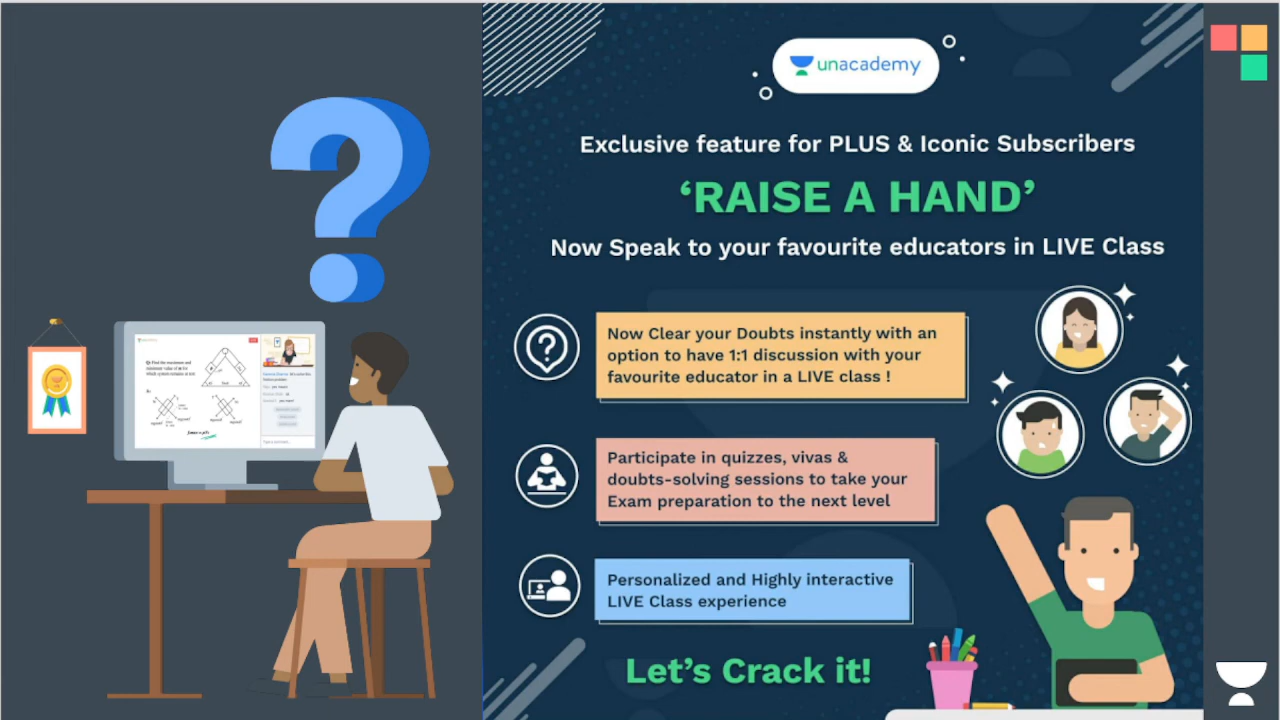 unacademy
Exclusive feature for PLUS & Iconic Subscribers
‘RAISE A HAND’
Now Speak to your favourite educators in LIVE Class
Now Clear your Doubts instantly with an
option to have 1:1 discussion with your
favourite educator in a LIVE class !
Participate in quizzes, vivas &
doubts-solving sessions to take your
Exam preparation to the next level
Personalized and Highly interactive
LIVE Class experience
Let’s Crack it!